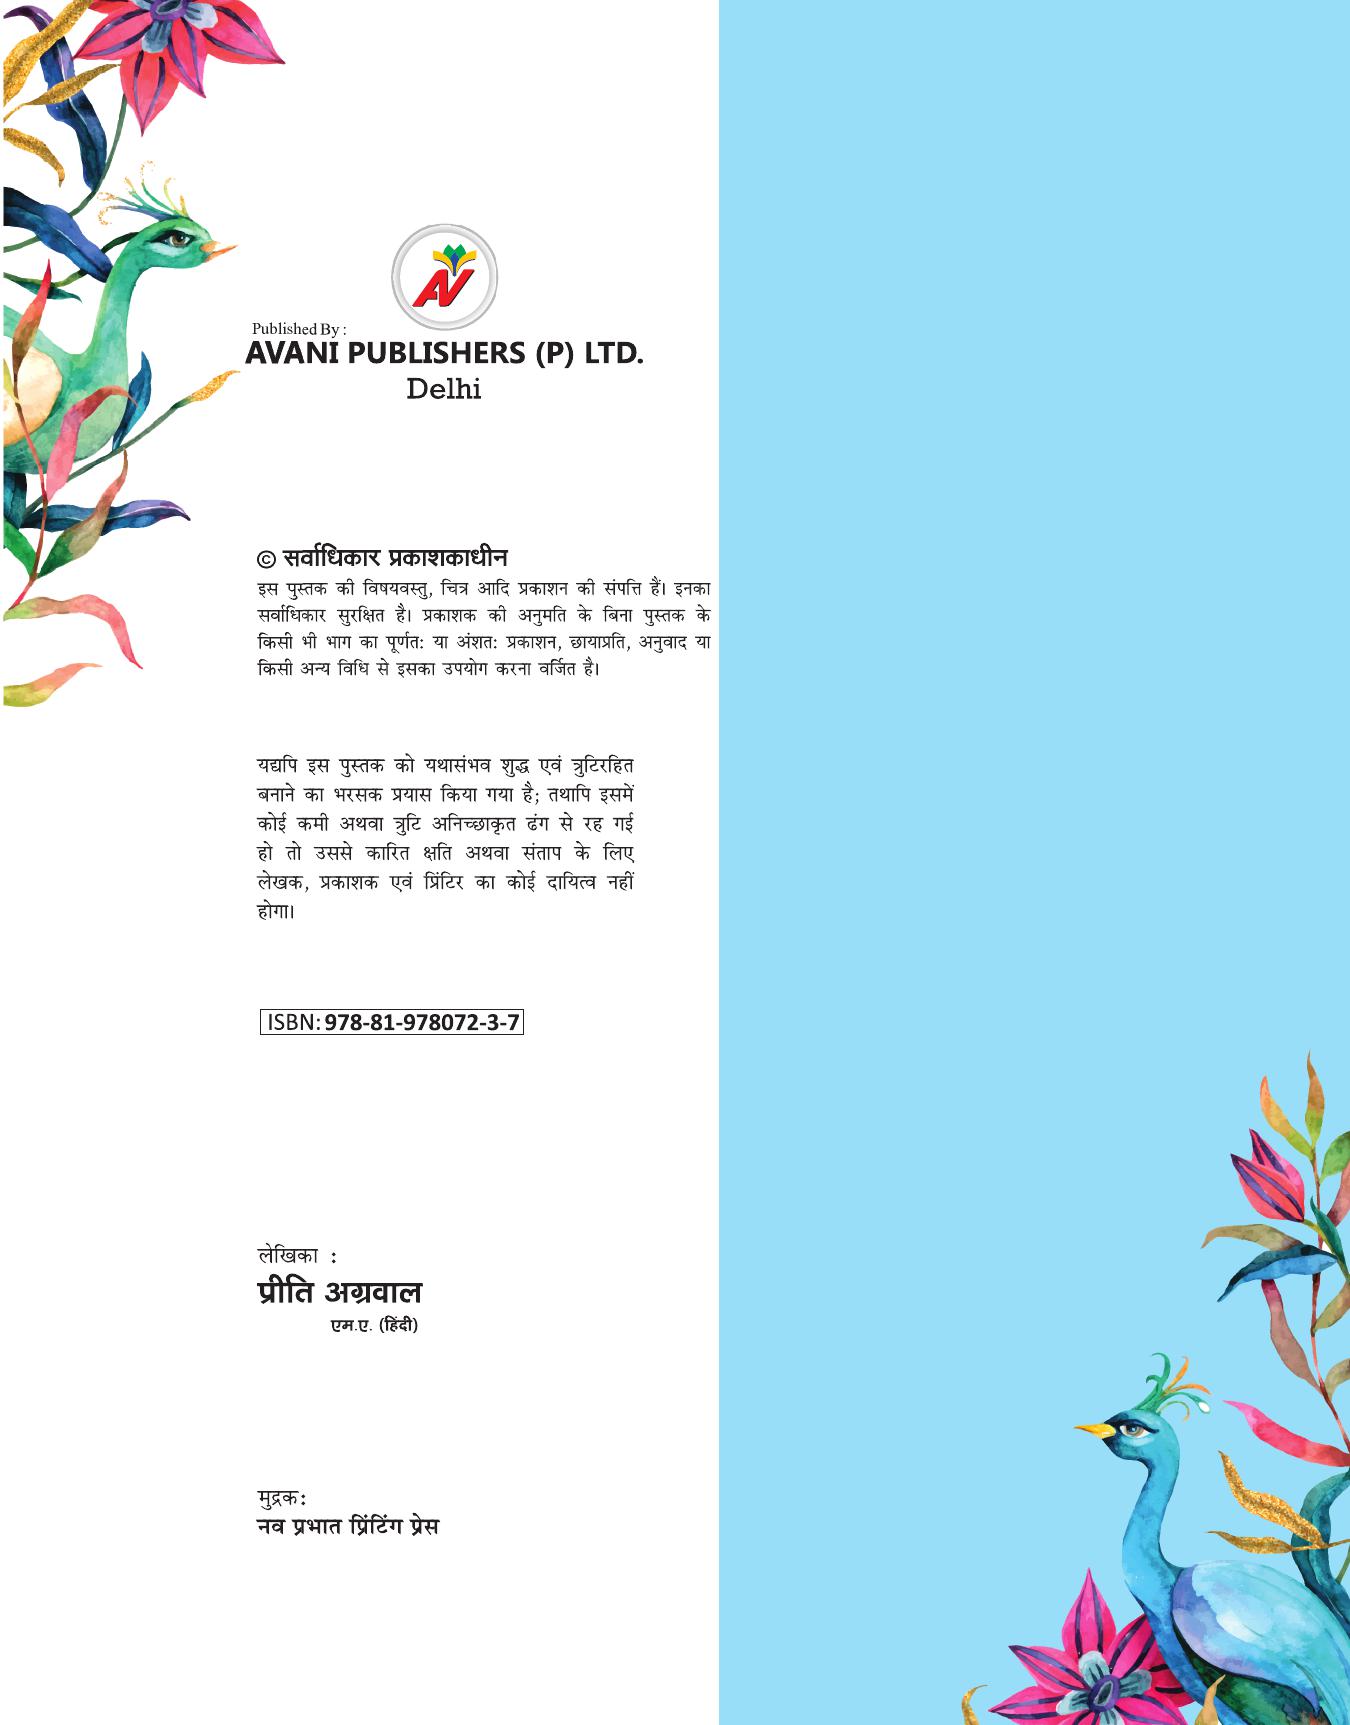 AV
Published By :
AVANI PUBLISHERS (P) LTD.
Delhi
© सर्वाधिकार प्रकाशकाधीन
इस पुस्तक की विषयवस्तु, चित्र आदि प्रकाशन की संपत्ति हैं। इनका
सर्वाधिकार सुरक्षित है। प्रकाशक की अनुमति के बिना पुस्तक के
किसी भी भाग का पूर्णत: या अंशत: प्रकाशन, छायाप्रति, अनुवाद या
किसी अन्य विधि से इसका उपयोग करना वर्जित है।
यद्यपि इस पुस्तक को यथासंभव शुद्ध एवं त्रुटिरहित
बनाने का भरसक प्रयास किया गया है; तथापि इसमें
कोई कमी अथवा त्रुटि अनिच्छाकृत ढंग से रह गई
हो तो उससे कारित क्षति अथवा संताप के लिए
लेखक, प्रकाशक एवं प्रिंटिर का कोई दायित्व नहीं
होगा।
ISBN: 978-81-978072-3-7
लेखिका :
प्रीति अग्रवाल
एम.ए. (हिंदी)
मुद्रक:
नव प्रभात प्रिंटिंग प्रेस